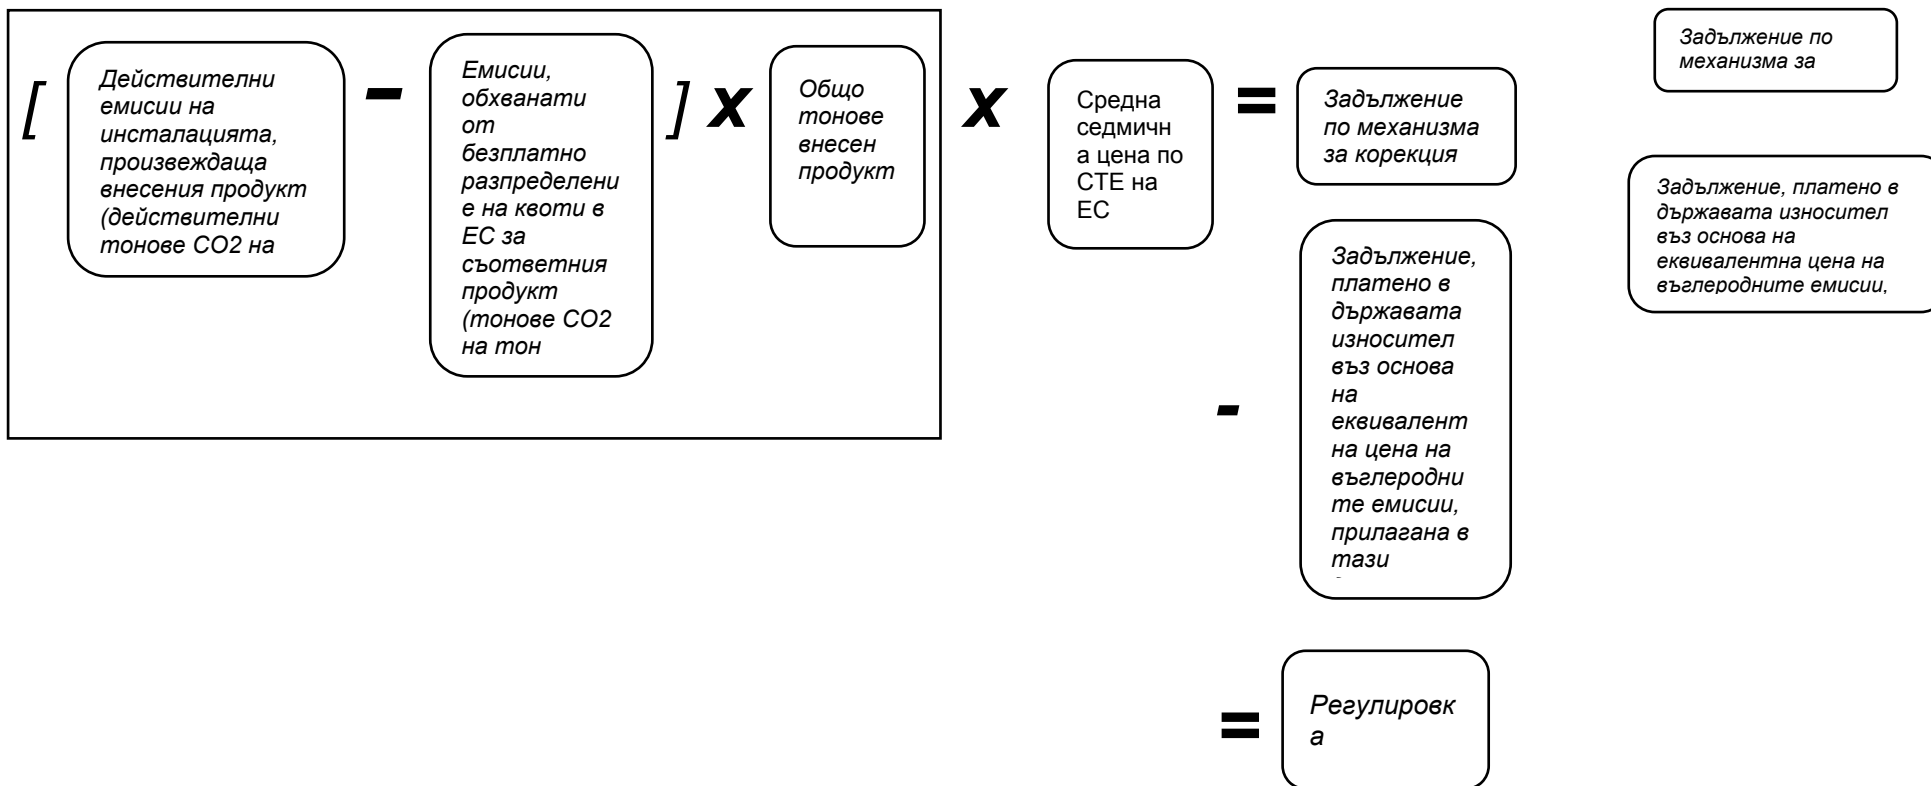 [
Действителни
емисии на
инсталацията,
произвеждаща
внесения продукт
(действителни
тонове CO2 на
-
Емисии,
обхванати
от
безплатно
разпределени
е на квоти в
ЕС за
съответния
продукт
(тонове CO2
на тон
]
x
Общо
тонове
внесен
продукт
x
Средна
седмичн
а цена по
СТЕ на
ЕС
=
Задължение
по механизма
за корекция
-
Задължение,
платено в
държавата
износител
въз основа
на
еквивалент
на цена на
въглеродни
те емисии,
прилагана в
тази
=
Регулировк
а
Задължение по
механизма за
Задължение, платено в
държавата износител
въз основа на
еквивалентна цена на
въглеродните емисии,